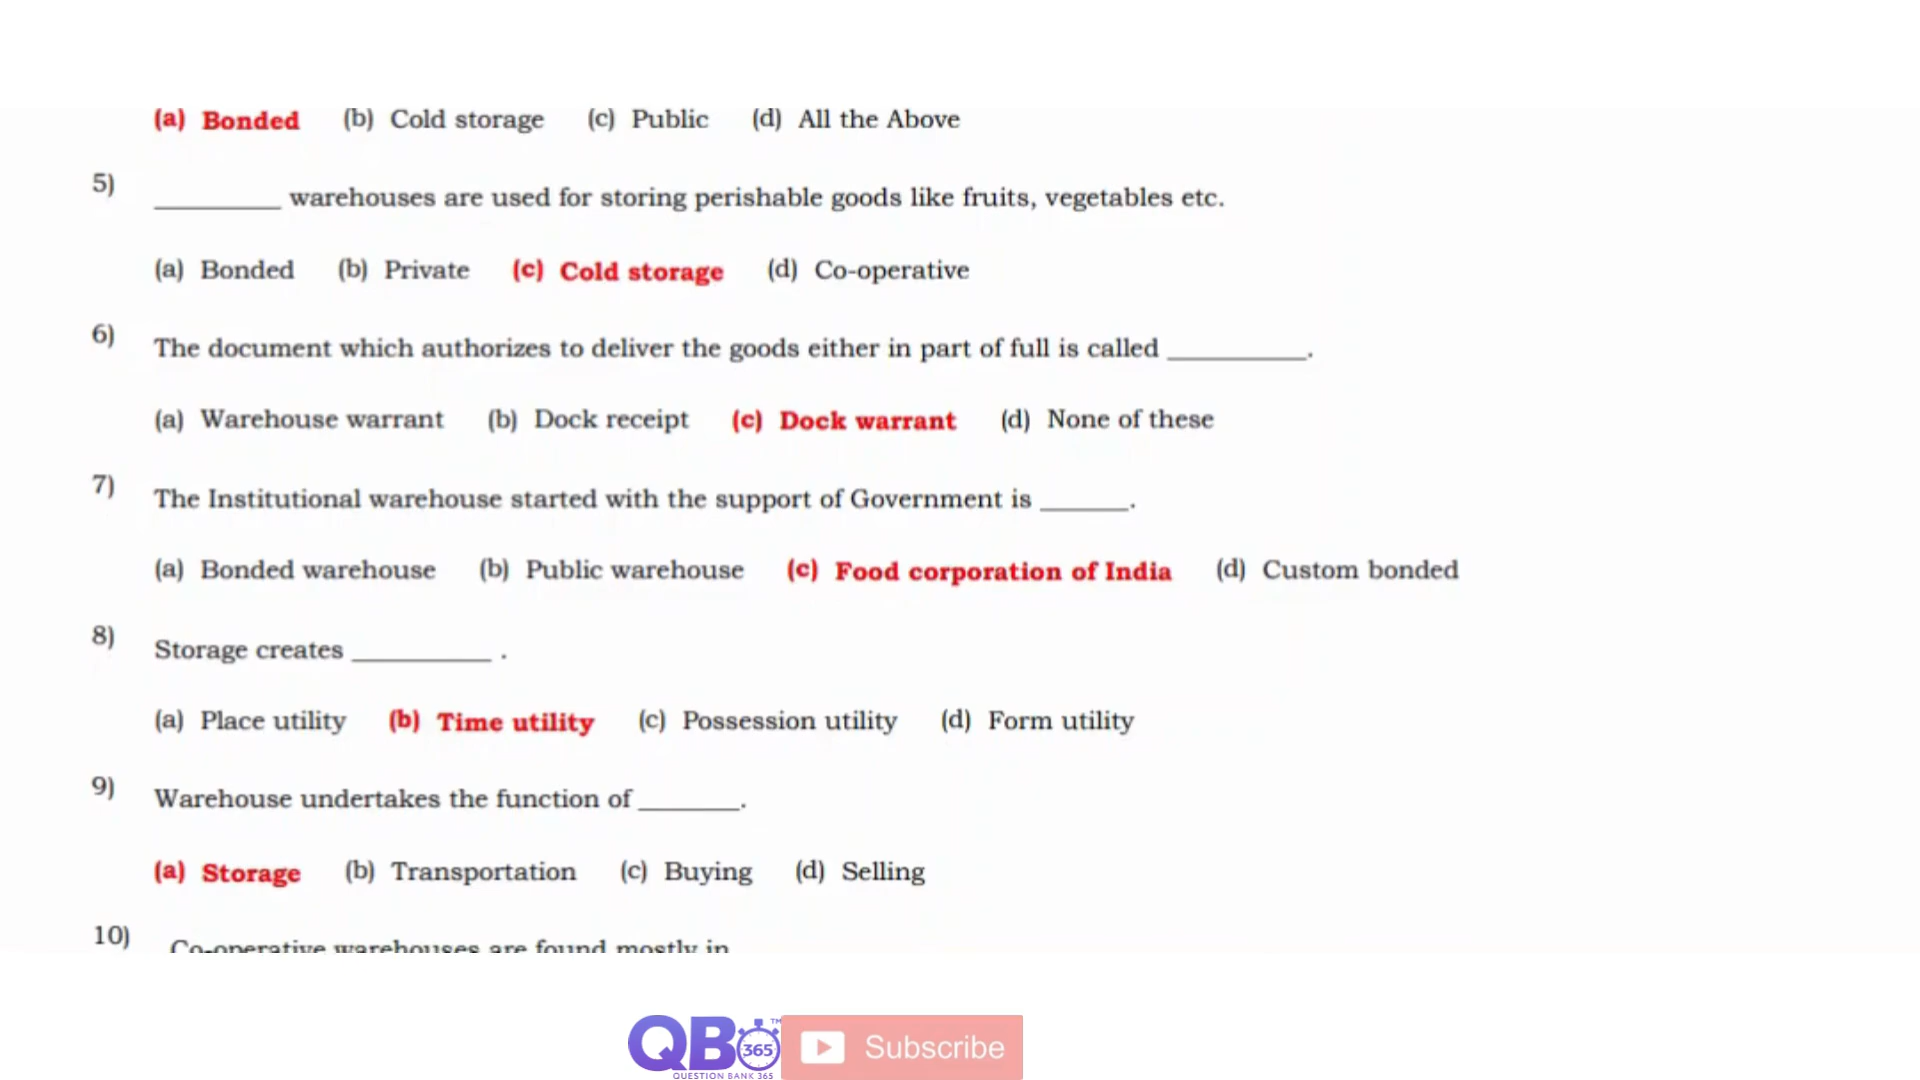 (a) Bonded (b) Cold storage (c) Public (d) All the Above
5) __________ warehouses are used for storing perishable goods like fruits, vegetables etc.
(a) Bonded (b) Private (c) Cold storage (d) Co-operative
6) The document which authorizes to deliver the goods either in part of full is called ___________.
(a) Warehouse warrant (b) Dock receipt (c) Dock warrant (d) None of these
7) The Institutional warehouse started with the support of Government is _______.
(a) Bonded warehouse (b) Public warehouse (c) Food corporation of India (d) Custom bonded
8) Storage creates ___________ .
(a) Place utility (b) Time utility (c) Possession utility (d) Form utility
9) Warehouse undertakes the function of ________.
(a) Storage (b) Transportation (c) Buying (d) Selling
10) Co-operative warehouses are found mostly in
QB 365 TM
QUESTION BANK 365
Subscribe